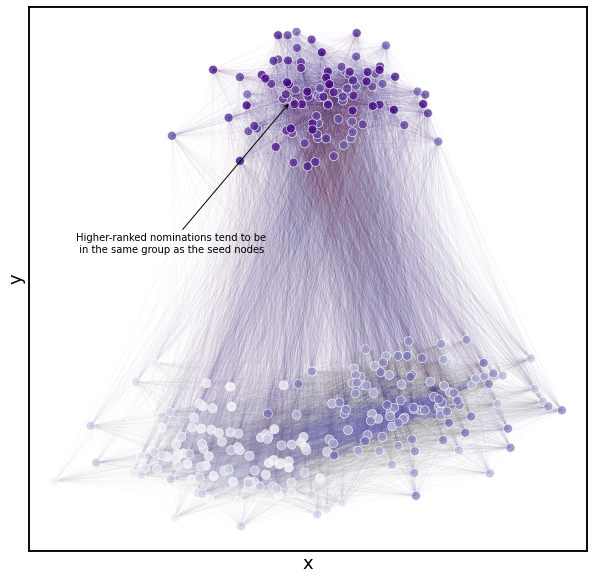 Higher-ranked nominations tend to be
in the same group as the seed nodes
y
x